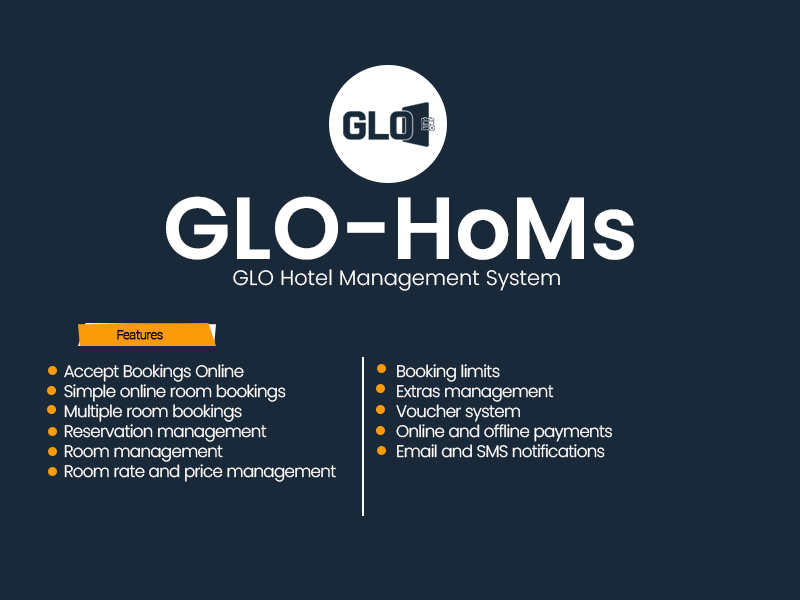 GLO
GLO-HoMs
GLO Hotel Management System
Features
Accept Bookings Online
Simple online room bookings
Multiple room bookings
Reservation management
Room management
Room rate and price management
Booking limits
Extras management
Voucher system
Online and offline payments
Email and SMS notifications